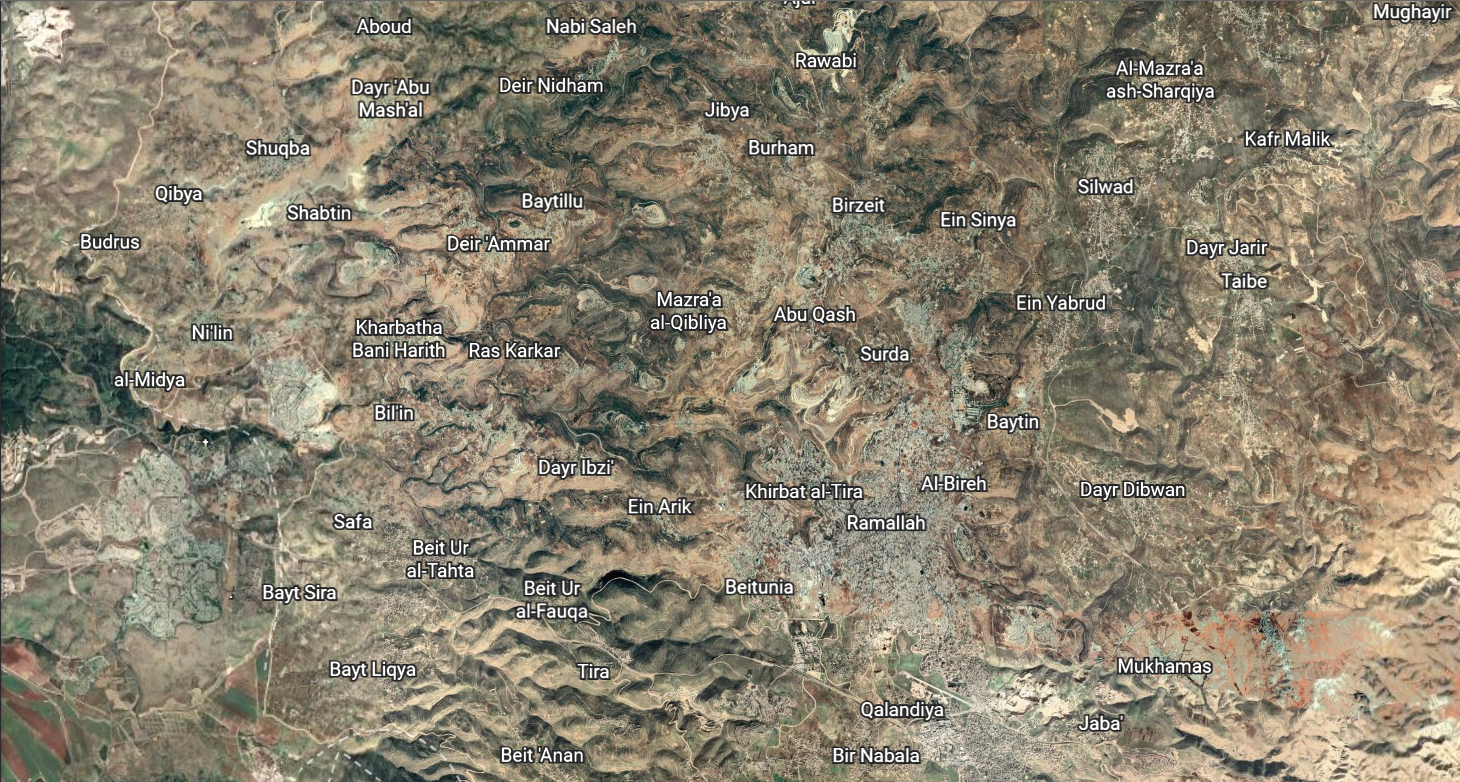 Mughayir
Aboud
Nabi Saleh
Rawabi
Al-Mazra'a
ash-Sharqiya
Dayr 'Abu
Mash'al
Deir Nidham
Jibya
Kafr Malik
Shuqba
Burham
Qibya
Silwad
Shabtin
Baytillu
Birzeit
Ein Sinya
Budrus
Deir 'Ammar
Dayr Jarir
Taibe
Mazra'a
al-Qibliya
Abu Qash
Ein Yabrud
Ni'lin
Kharbatha
Bani Harith
Ras Karkar
Surda
al-Midya
Bil'in
Baytin
Dayr Ibzi'
Khirbat al-Tira
Al-Bireh
Dayr Dibwan
Ein Arik
Safa
Ramallah
Beit Ur
al-Tahta
Bayt Sira
Beit Ur
al-Fauqa
Beitunia
Bayt Liqya
Tira
Mukhamas
Qalandiya
Jaba'
Beit 'Anan
Bir Nabala